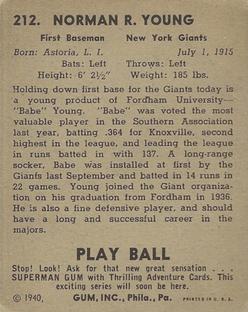 212. NORMAN R. YOUNG
First Baseman New York Giants
Born: Astoria, L. I. July 1, 1915
Bats: Left Throws: Left
Height: 6' 2½" Weight: 185 lbs.
Holding down first base for the Giants today is
a young product of Fordham University—
"Babe" Young. "Babe" was voted the most
valuable player in the Southern Association
last year, batting .364 for Knoxville, second
highest in the league, and leading the league
in runs batted in with 137. A long-range
socker, Babe was installed at first by the
Giants last September and batted in 14 runs in
22 games. Young joined the Giant organiza-
tion on his graduation from Fordham in 1936.
He is also a fine defensive player, and should
have a long and successful career in the
majors.
PLAY BALL
Stop! Look! Ask for that new great sensation . . .
SUPERMAN GUM with Thrilling Adventure Cards. This
exciting series will soon be here.
© 1940, GUM, INC., Phila., Pa. PRINTED IN U. S. A.